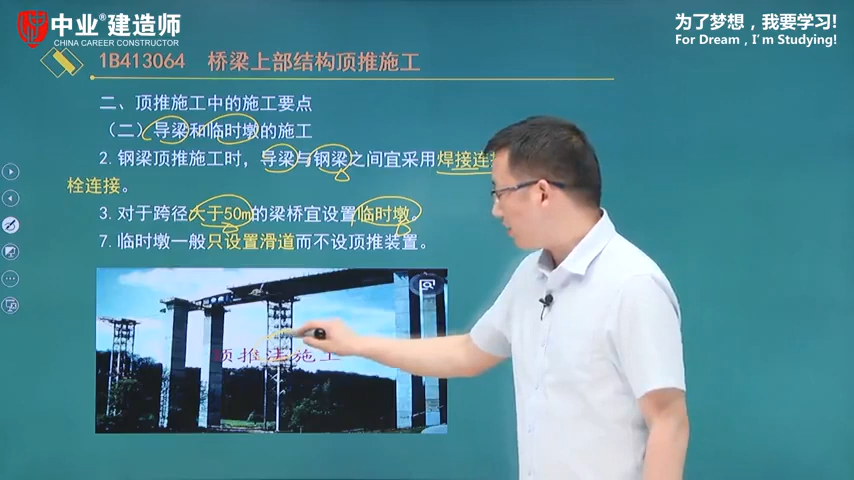 中业®建造师
CHINA CAREER CONSTRUCTOR
为了梦想，我要学习!
For Dream , I'm Studying!
1B413064 桥梁上部结构顶推施工
二、顶推施工中的施工要点
（二）导梁和临时墩的施工
2.钢梁顶推施工时，导梁与钢梁之间宜采用焊接连
栓连接。
3.对于跨径大于50m的梁桥宜设置临时墩。
7.临时墩一般只设置滑道而不设顶推装置。
顶推法施工